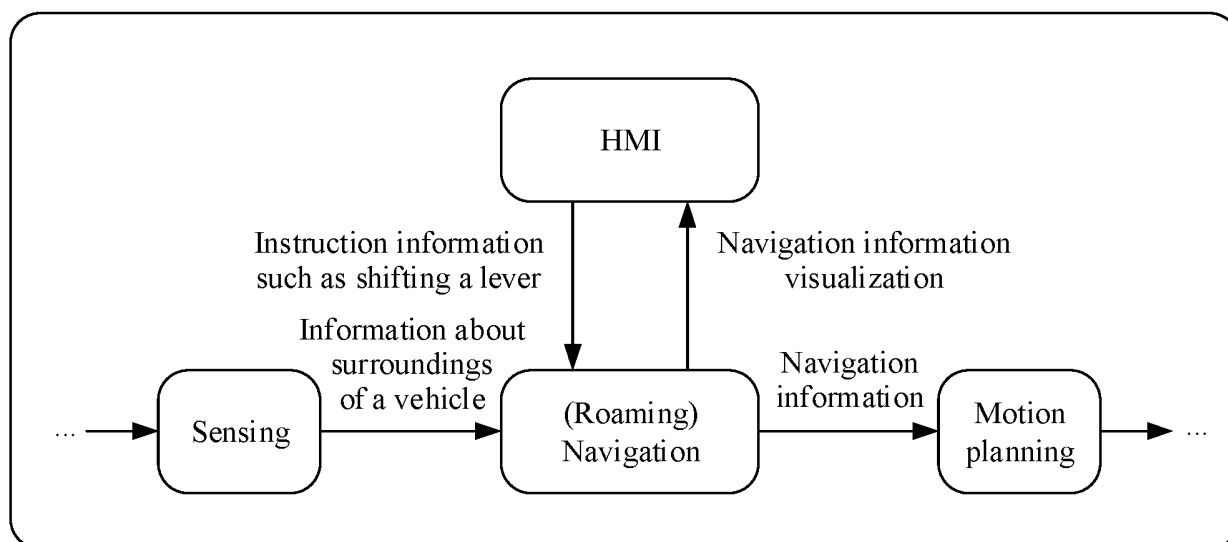 HMI
Instruction information
such as shifting a lever
Navigation information
visualization
Information about
surroundings
of a vehicle
Navigation
information
...
Sensing
(Roaming)
Navigation
Motion
planning
...